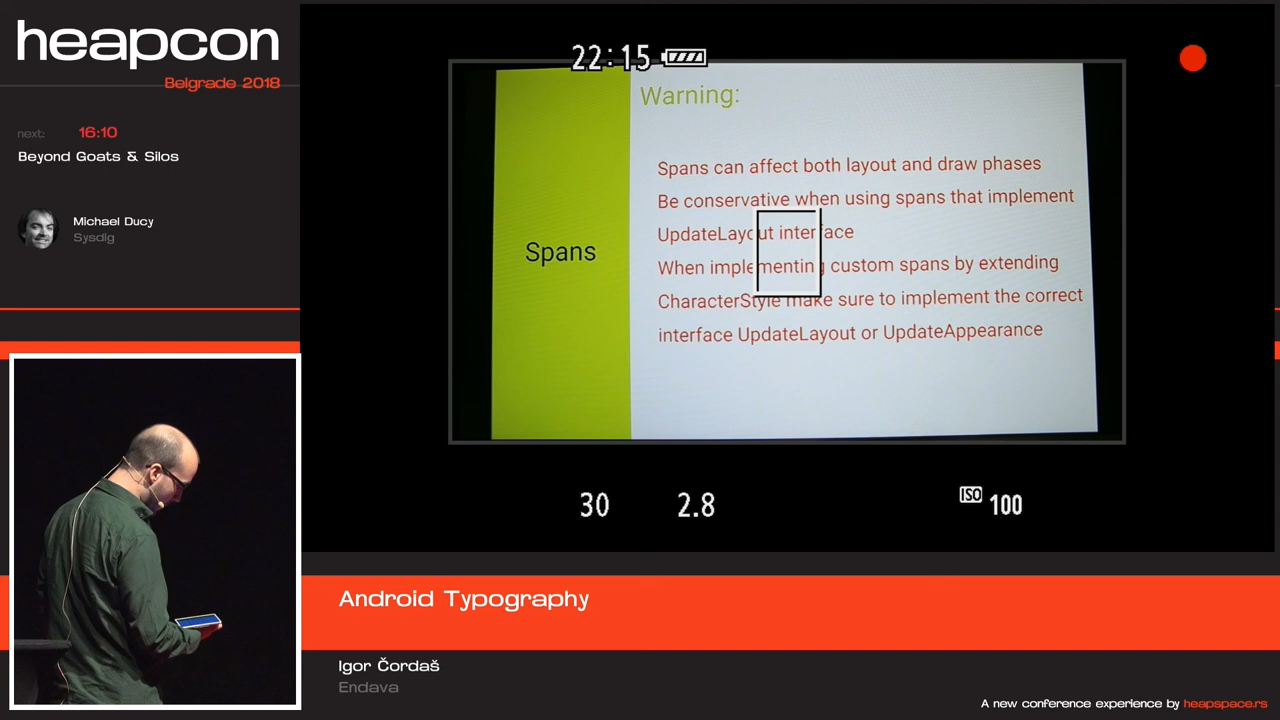 heapcon
Belgrade 2018
next: 16:10
Beyond Goats & Silos
Michael Ducy
Sysdig
22:15
Warning:
Spans can affect both layout and draw phases
Be conservative when using spans that implement
UpdateLayout interface
When implementing custom spans by extending
CharacterStyle make sure to implement the correct
interface UpdateLayout or UpdateAppearance
Spans
30 2.8 ISO 100
Android Typography
Igor Čordaš
Endava
A new conference experience by heapspace.rs